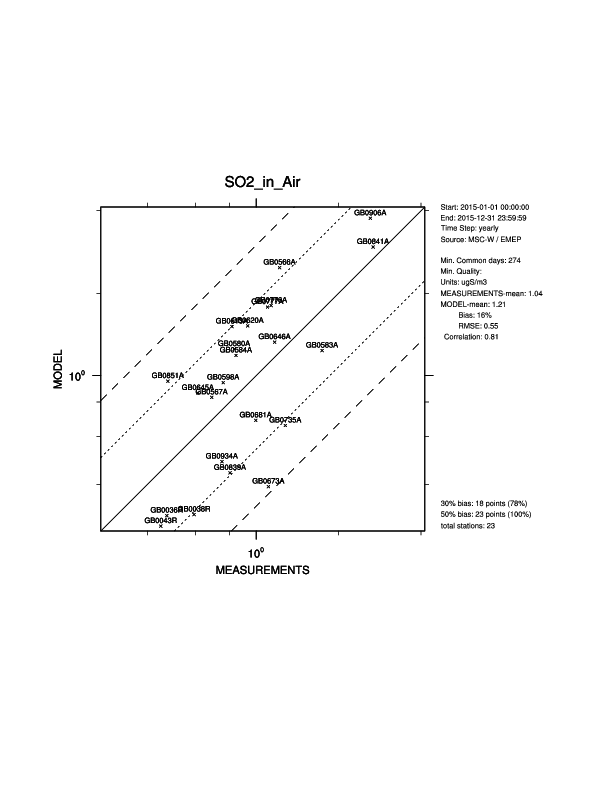 SO2_in_Air
Start: 2015-01-01 00:00:00
End: 2015-12-31 23:59:59
Time Step: yearly
Source: MSC-W / EMEP
Min. Common days: 274
Min. Quality:
Units: ugS/m3
MEASUREMENTS-mean: 1.04
MODEL-mean: 1.21
Bias: 16%
RMSE: 0.55
Correlation: 0.81
GB0906A
GB0841A
GB0566A
GB0620A
GB0646A
GB0580A
GB0583A
GB0584A
GB0851A
GB0598A
GB0645A
GB0567A
GB0681A
GB0735A
GB0934A
GB0839A
GB0673A
GB0038R
GB0043R
MODEL
10⁰
10⁰
MEASUREMENTS
30% bias: 18 points (78%)
50% bias: 23 points (100%)
total stations: 23